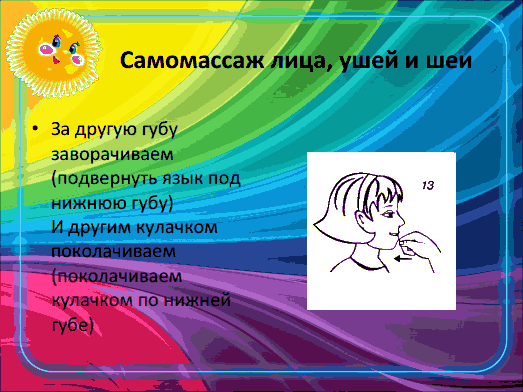 Самомассаж лица, ушей и шеи
• За другую губу
заворачиваем
(подвернуть язык под
нижнюю губу)
И другим кулачком
поколачиваем
(поколачиваем
кулачком по нижней
губе)
13